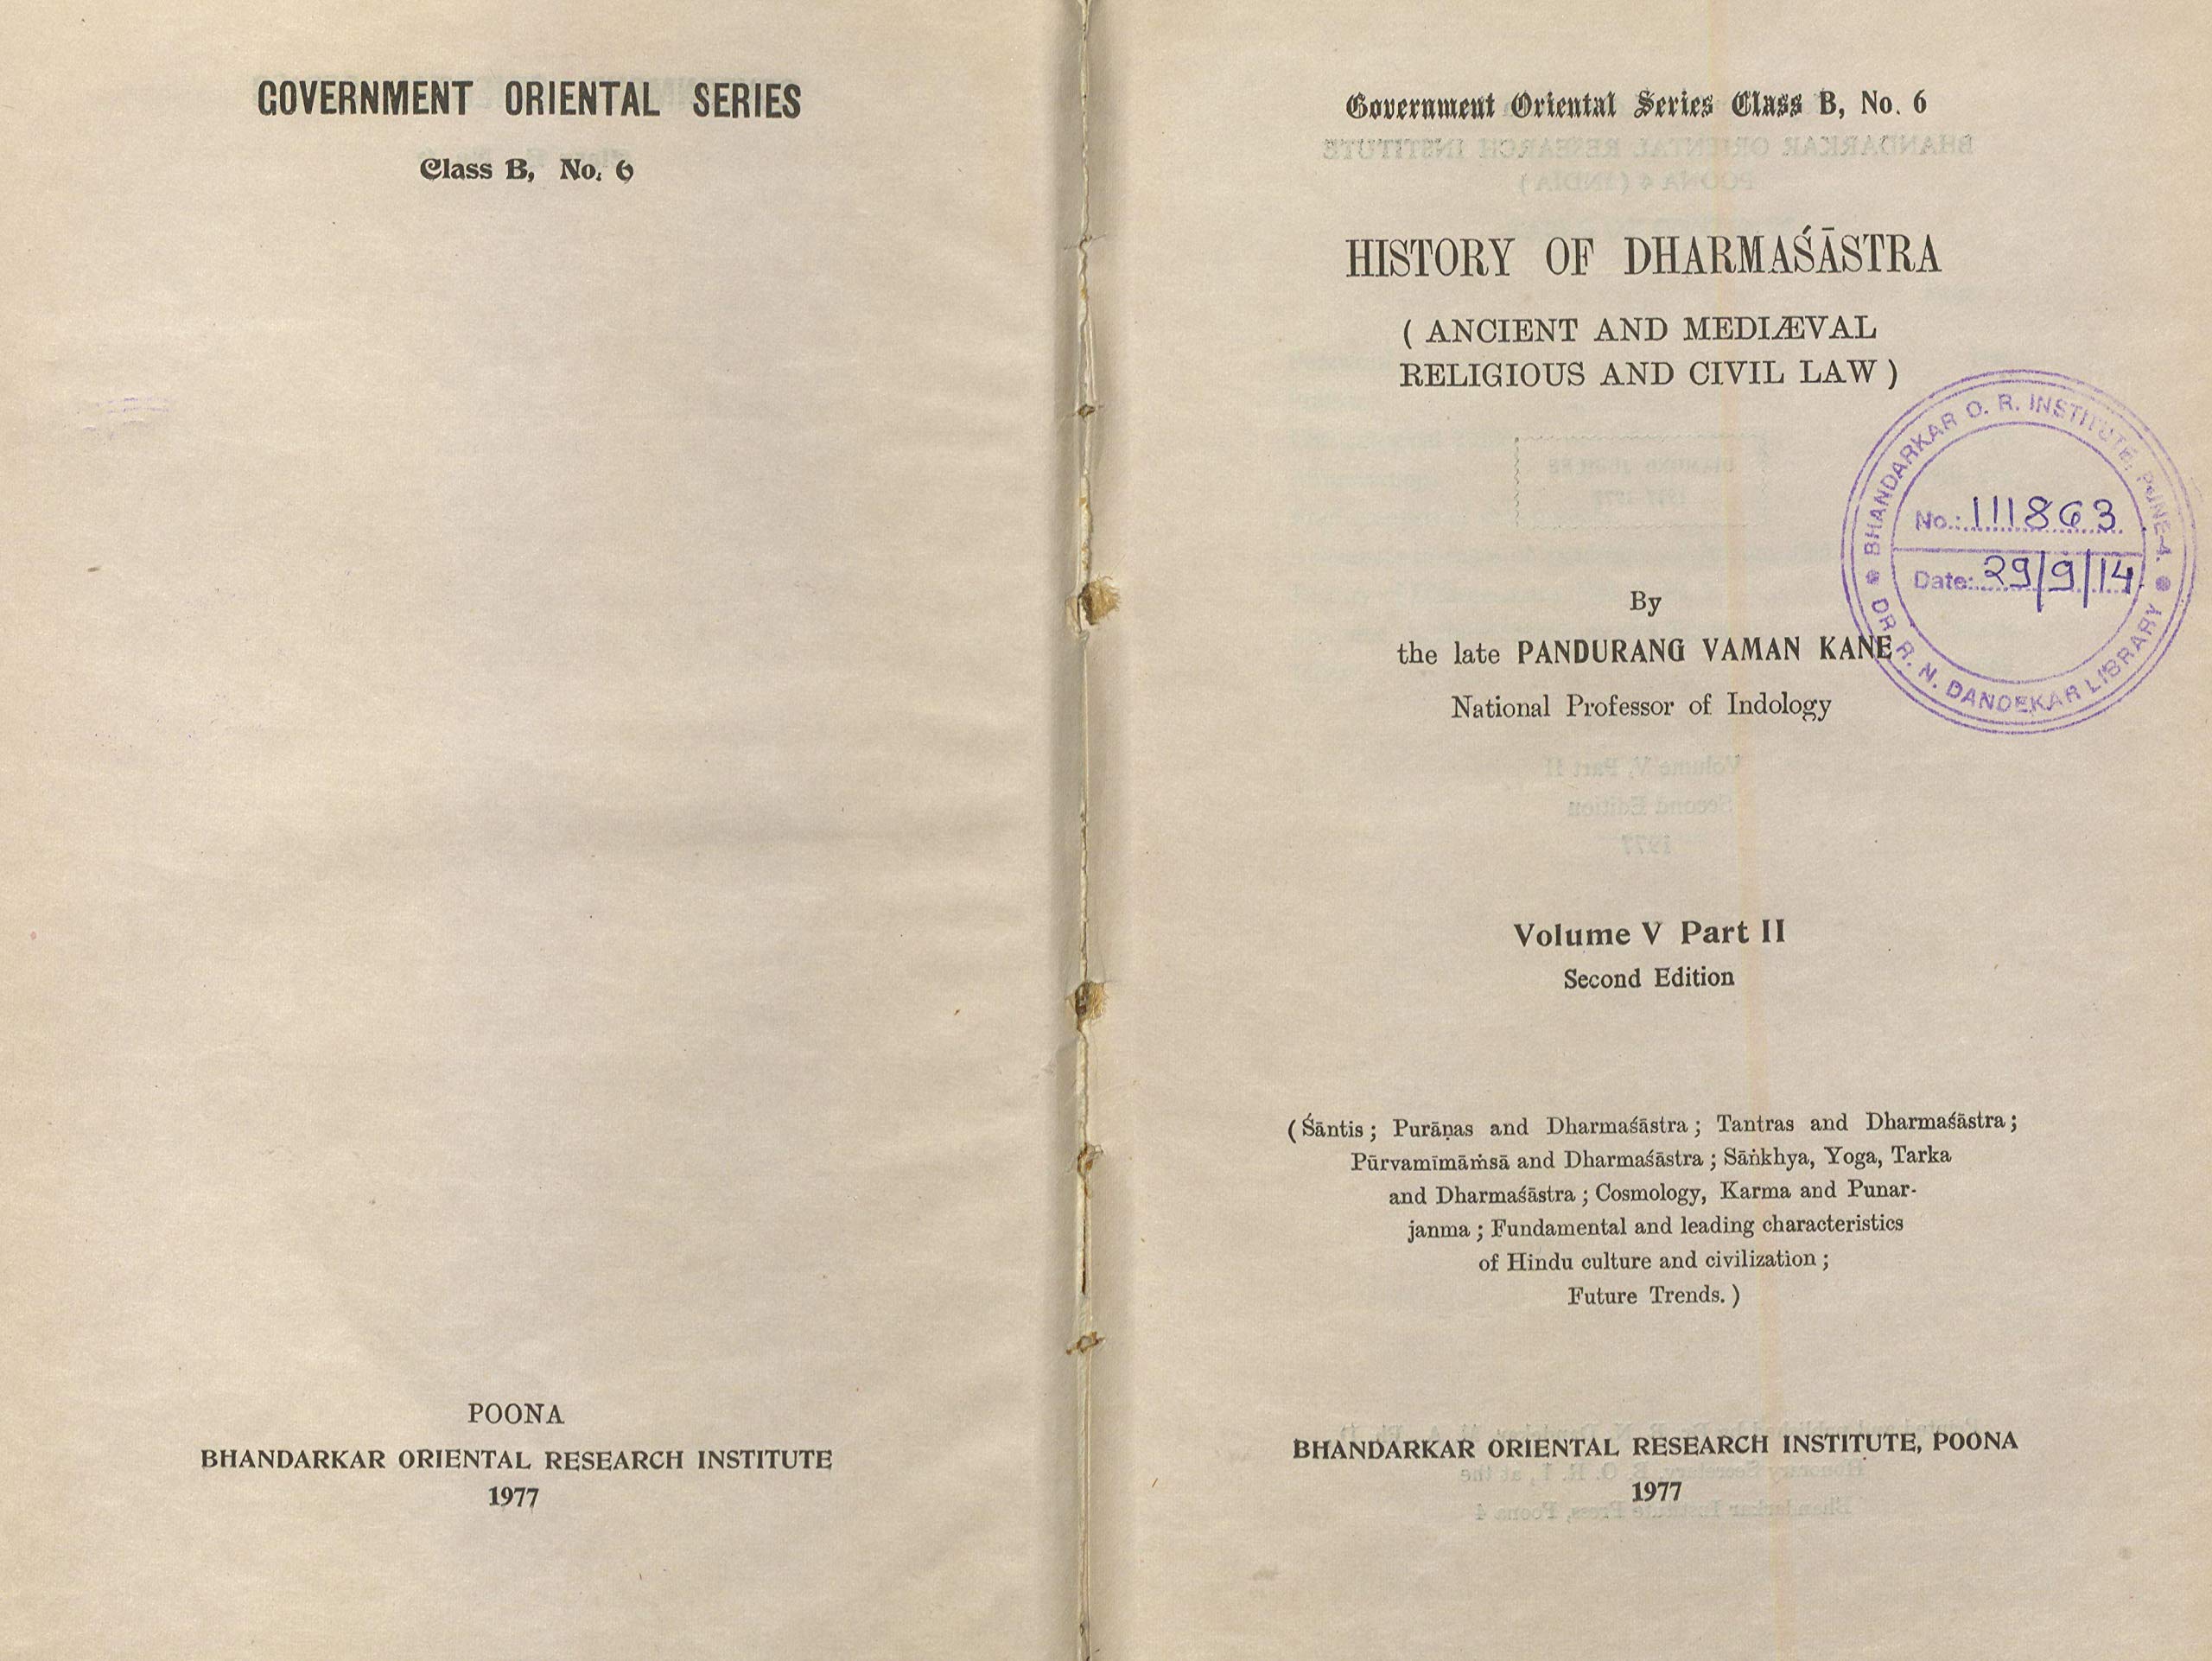 GOVERNMENT ORIENTAL SERIES
Class B, No. 6
POONA
BHANDARKAR ORIENTAL RESEARCH INSTITUTE
1977
Government Oriental Series Class B, No. 6
HISTORY OF DHARMAŚĀSTRA
( ANCIENT AND MEDIÆVAL
RELIGIOUS AND CIVIL LAW )
BHANDARKAR O. R. INSTITUTE, PUNE-4.
No.: 111863
Date: 29/9/14
DR. R. N. DANDEKAR LIBRARY
By
the late PANDURANG VAMAN KANE
National Professor of Indology
Volume V Part II
Second Edition
( Śāntis ; Purāṇas and Dharmaśāstra ; Tantras and Dharmaśāstra ;
Pūrvamīmāṁsā and Dharmaśāstra ; Sāṅkhya, Yoga, Tarka
and Dharmaśāstra ; Cosmology, Karma and Punar-
janma ; Fundamental and leading characteristics
of Hindu culture and civilization ;
Future Trends. )
BHANDARKAR ORIENTAL RESEARCH INSTITUTE, POONA
1977